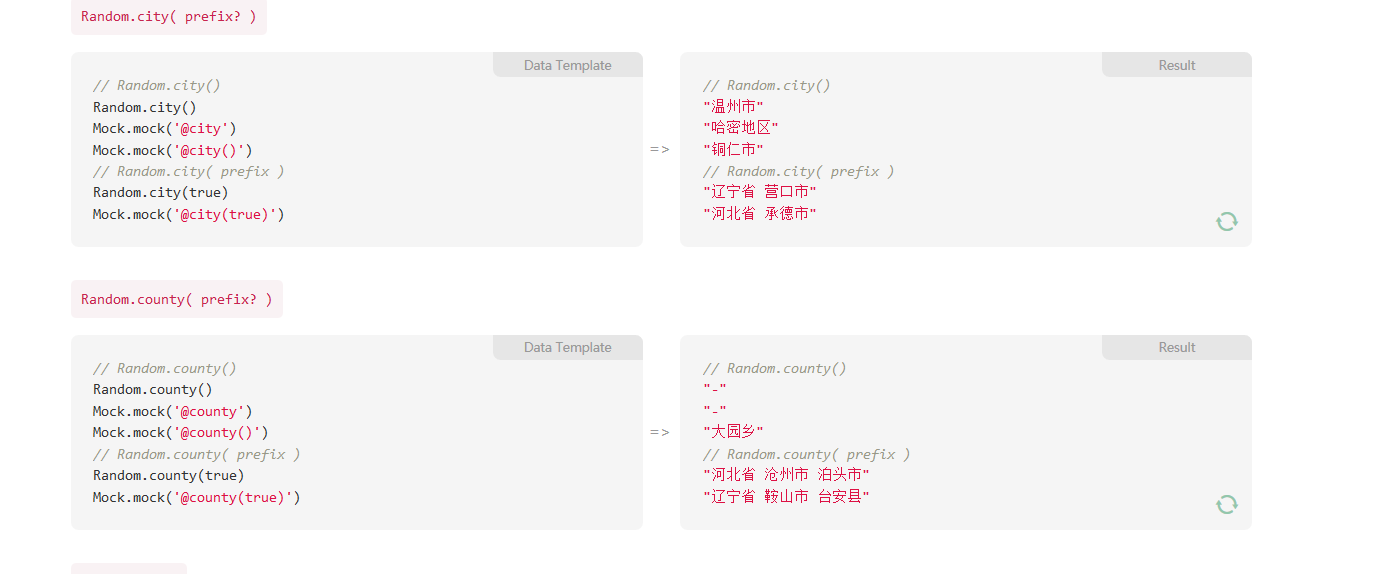 Random.city( prefix? )
Data Template
// Random.city()
Random.city()
Mock.mock('@city')
Mock.mock('@city()')
// Random.city( prefix )
Random.city(true)
Mock.mock('@city(true)')
=>
Result
// Random.city()
"温州市"
"哈密地区"
"铜仁市"
// Random.city( prefix )
"辽宁省 营口市"
"河北省 承德市"
Random.county( prefix? )
Data Template
// Random.county()
Random.county()
Mock.mock('@county')
Mock.mock('@county()')
// Random.county( prefix )
Random.county(true)
Mock.mock('@county(true)')
=>
Result
// Random.county()
"-"
"-"
"大园乡"
// Random.county( prefix )
"河北省 沧州市 泊头市"
"辽宁省 鞍山市 台安县"